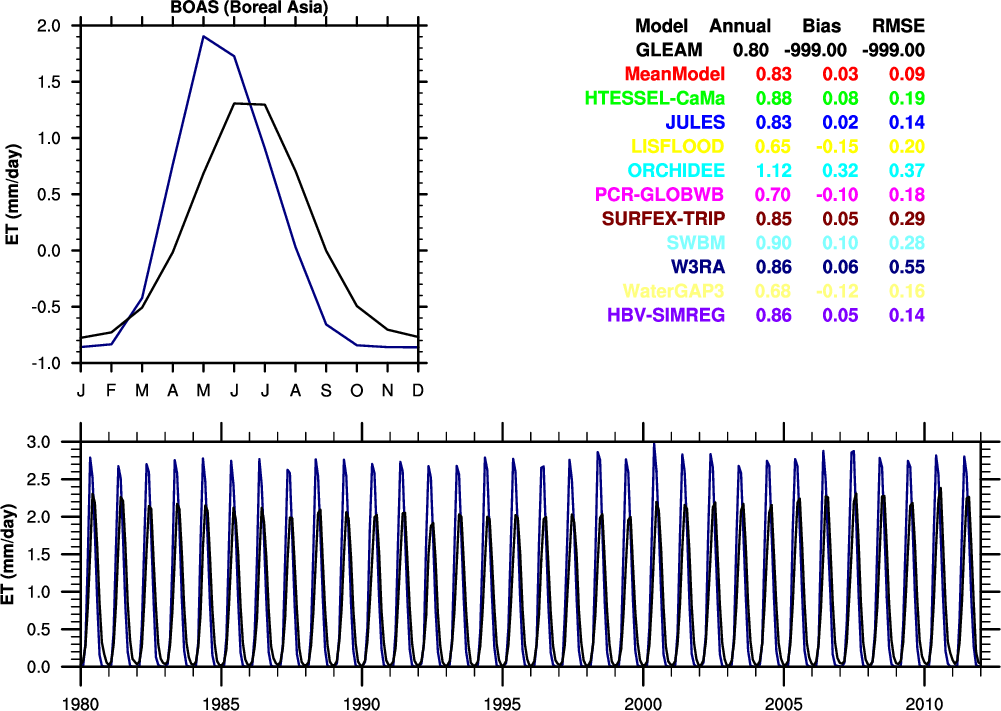 BOAS (Boreal Asia)
2.0
1.5
1.0
0.5
0.0
-0.5
-1.0
ET (mm/day)
J F M A M J J A S O N D
Model Annual Bias RMSE
GLEAM 0.80 -999.00 -999.00
MeanModel 0.83 0.03 0.09
HTESSEL-CaMa 0.88 0.08 0.19
JULES 0.83 0.02 0.14
LISFLOOD 0.65 -0.15 0.20
ORCHIDEE 1.12 0.32 0.37
PCR-GLOBWB 0.70 -0.10 0.18
SURFEX-TRIP 0.85 0.05 0.29
SWBM 0.90 0.10 0.28
W3RA 0.86 0.06 0.55
WaterGAP3 0.68 -0.12 0.16
HBV-SIMREG 0.86 0.05 0.14
3.0
2.5
2.0
1.5
1.0
0.5
0.0
ET (mm/day)
1980 1985 1990 1995 2000 2005 2010